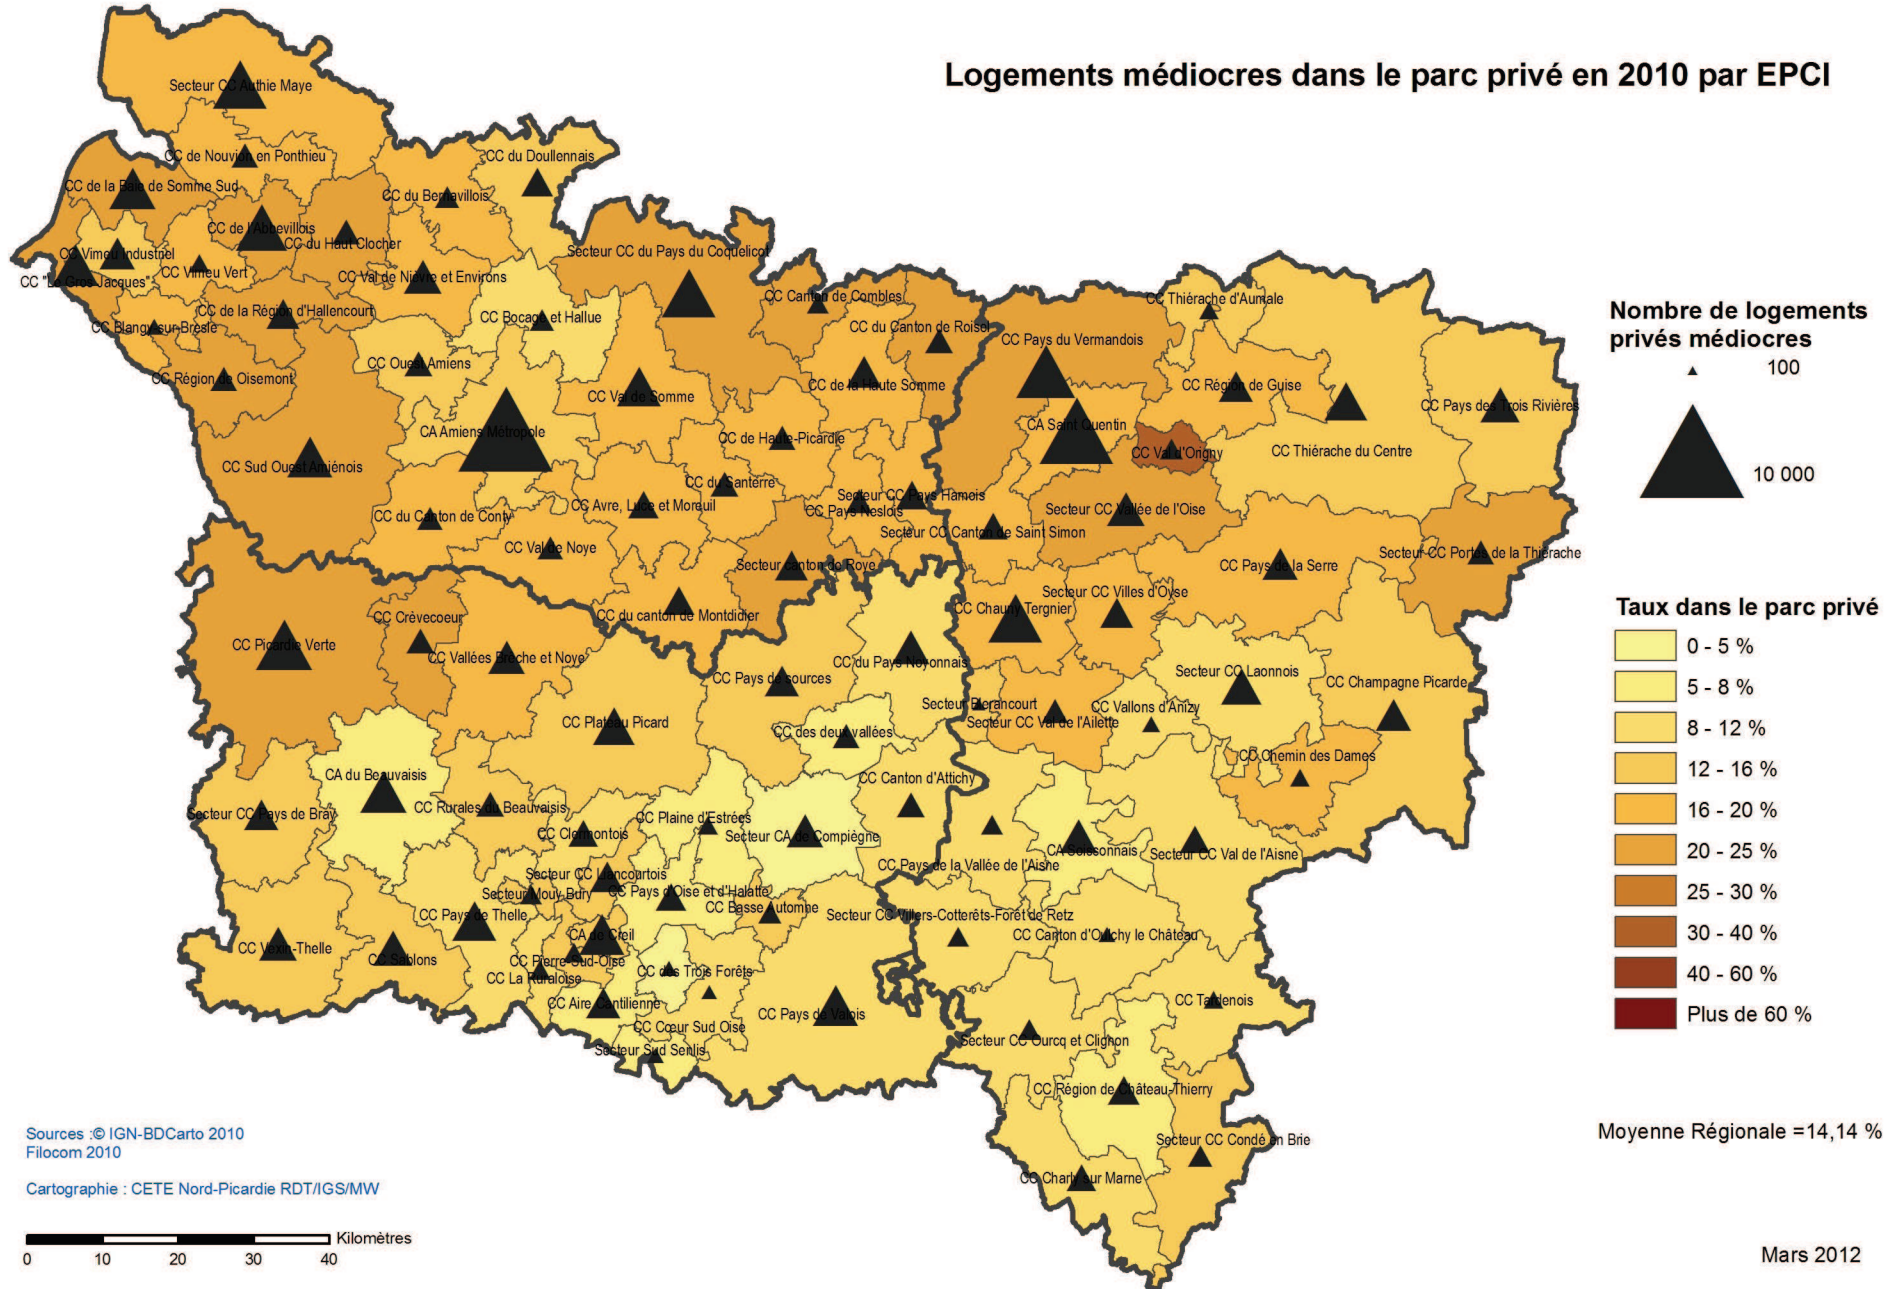 Logements médiocres dans le parc privé en 2010 par EPCI
Secteur CC Authie Maye
CC de Nouvion en Ponthieu
CC du Doullennais
CC de la Baie de Somme Sud
CC du Bernavillois
CC de l'Abbevillois
CC du Haut Clocher
CC Vimeu Industriel
CC Vimeu Vert
CC "Le Gros Jacques"
CC Val de Nièvre et Environs
Secteur CC du Pays du Coquelicot
CC Canton de Combles
CC de la Région d'Hallencourt
CC Blangy-sur-Bresle
CC Bocage et Hallue
CC du Canton de Roisel
CC Thiérache d'Aumale
CC Pays du Vermandois
CC Ouest Amiens
CC Région de Oisemont
CC Val de Somme
CC de la Haute Somme
CC Région de Guise
CC Pays des Trois Rivières
CA Amiens Métropole
CA Saint Quentin
CC de Haute-Picardie
CC Val d'Origny
CC Thiérache du Centre
CC Sud Ouest Amiénois
CC du Santerre
Secteur CC Pays Hamois
CC Avre, Luce et Moreuil
CC Pays Neslois
Secteur CC Vallée de l'Oise
CC du Canton de Conty
Secteur CC Canton de Saint Simon
CC Val de Noye
Secteur canton de Roye
CC Pays de la Serre
Secteur CC Portes de la Thiérache
Secteur CC Villes d'Oyse
CC Chauny Tergnier
CC du canton de Montdidier
CC Crèvecoeur
CC Picardie Verte
CC Vallées Brèche et Noye
CC du Pays Noyonnais
CC Pays de sources
Secteur CC Laonnois
CC Champagne Picarde
Secteur Blerancourt
CC Vallons d'Anizy
Secteur CC Val de l'Ailette
CC Plateau Picard
CC des deux vallées
CC Chemin des Dames
CA du Beauvaisis
CC Canton d'Attichy
CC Rurales du Beauvaisis
Secteur CC Pays de Bray
CC Plaine d'Estrées
CC Clermontois
Secteur CA de Compiègne
CA Soissonnais
Secteur CC Val de l'Aisne
CC Pays de la Vallée de l'Aisne
Secteur CC Liancourtois
Secteur Mouy-Bury
CC Pays d'Oise et d'Halatte
CC Basse Automne
CC Pays de Thelle
Secteur CC Villers-Cotterêts-Forêt de Retz
CA de Creil
CC Canton d'Oulchy le Château
CC Vexin-Thelle
CC Sablons
CC Pierre-Sud-Oise
CC des Trois Forêts
CC La Ruraloise
CC Aire Cantilienne
CC Tardenois
CC Pays de Valois
CC Cœur Sud Oise
Secteur CC Ourcq et Clignon
Secteur Sud Senlis
CC Région de Château-Thierry
Secteur CC Condé en Brie
CC Charly sur Marne
Nombre de logements
privés médiocres
100
10 000
Taux dans le parc privé
0 - 5 %
5 - 8 %
8 - 12 %
12 - 16 %
16 - 20 %
20 - 25 %
25 - 30 %
30 - 40 %
40 - 60 %
Plus de 60 %
Moyenne Régionale =14,14 %
Sources :© IGN-BDCarto 2010
Filocom 2010
Cartographie : CETE Nord-Picardie RDT/IGS/MW
Kilomètres
0 10 20 30 40
Mars 2012